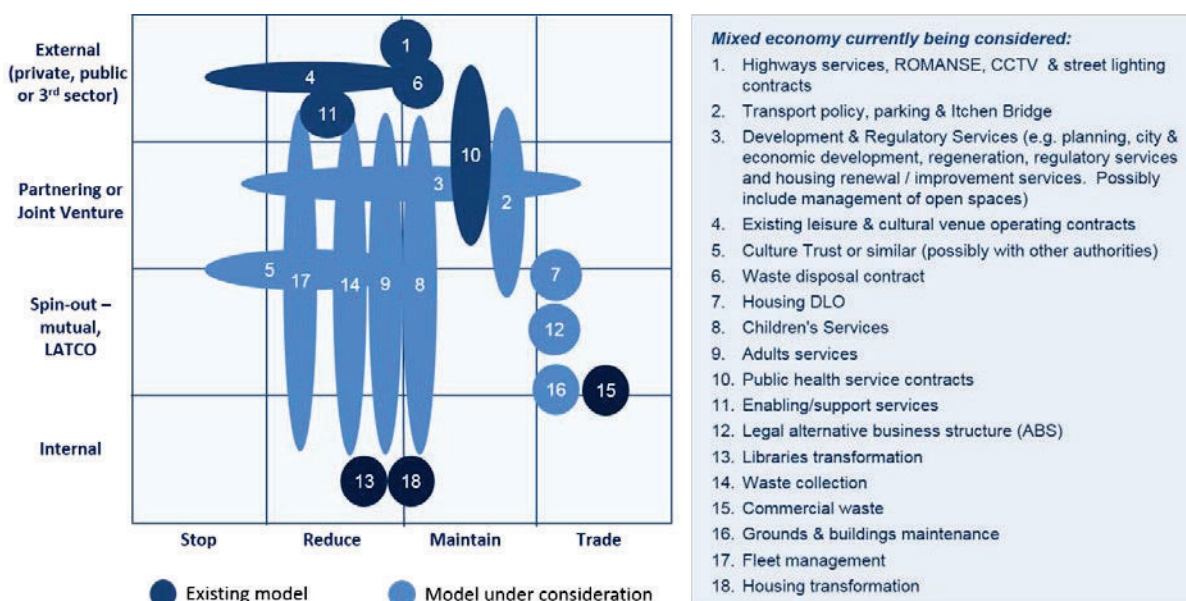 External
(private, public
or 3rd sector)
Partnering or
Joint Venture
Spin-out –
mutual,
LATCO
Internal
1
4
6
11
10
3
2
5
17
14
9
8
7
12
16
15
13
18
Stop
Reduce
Maintain
Trade
Existing model
Model under consideration
Mixed economy currently being considered:
1. Highways services, ROMANSE, CCTV & street lighting
contracts
2. Transport policy, parking & Itchen Bridge
3. Development & Regulatory Services (e.g. planning, city &
economic development, regeneration, regulatory services
and housing renewal / improvement services. Possibly
include management of open spaces)
4. Existing leisure & cultural venue operating contracts
5. Culture Trust or similar (possibly with other authorities)
6. Waste disposal contract
7. Housing DLO
8. Children's Services
9. Adults services
10. Public health service contracts
11. Enabling/support services
12. Legal alternative business structure (ABS)
13. Libraries transformation
14. Waste collection
15. Commercial waste
16. Grounds & buildings maintenance
17. Fleet management
18. Housing transformation